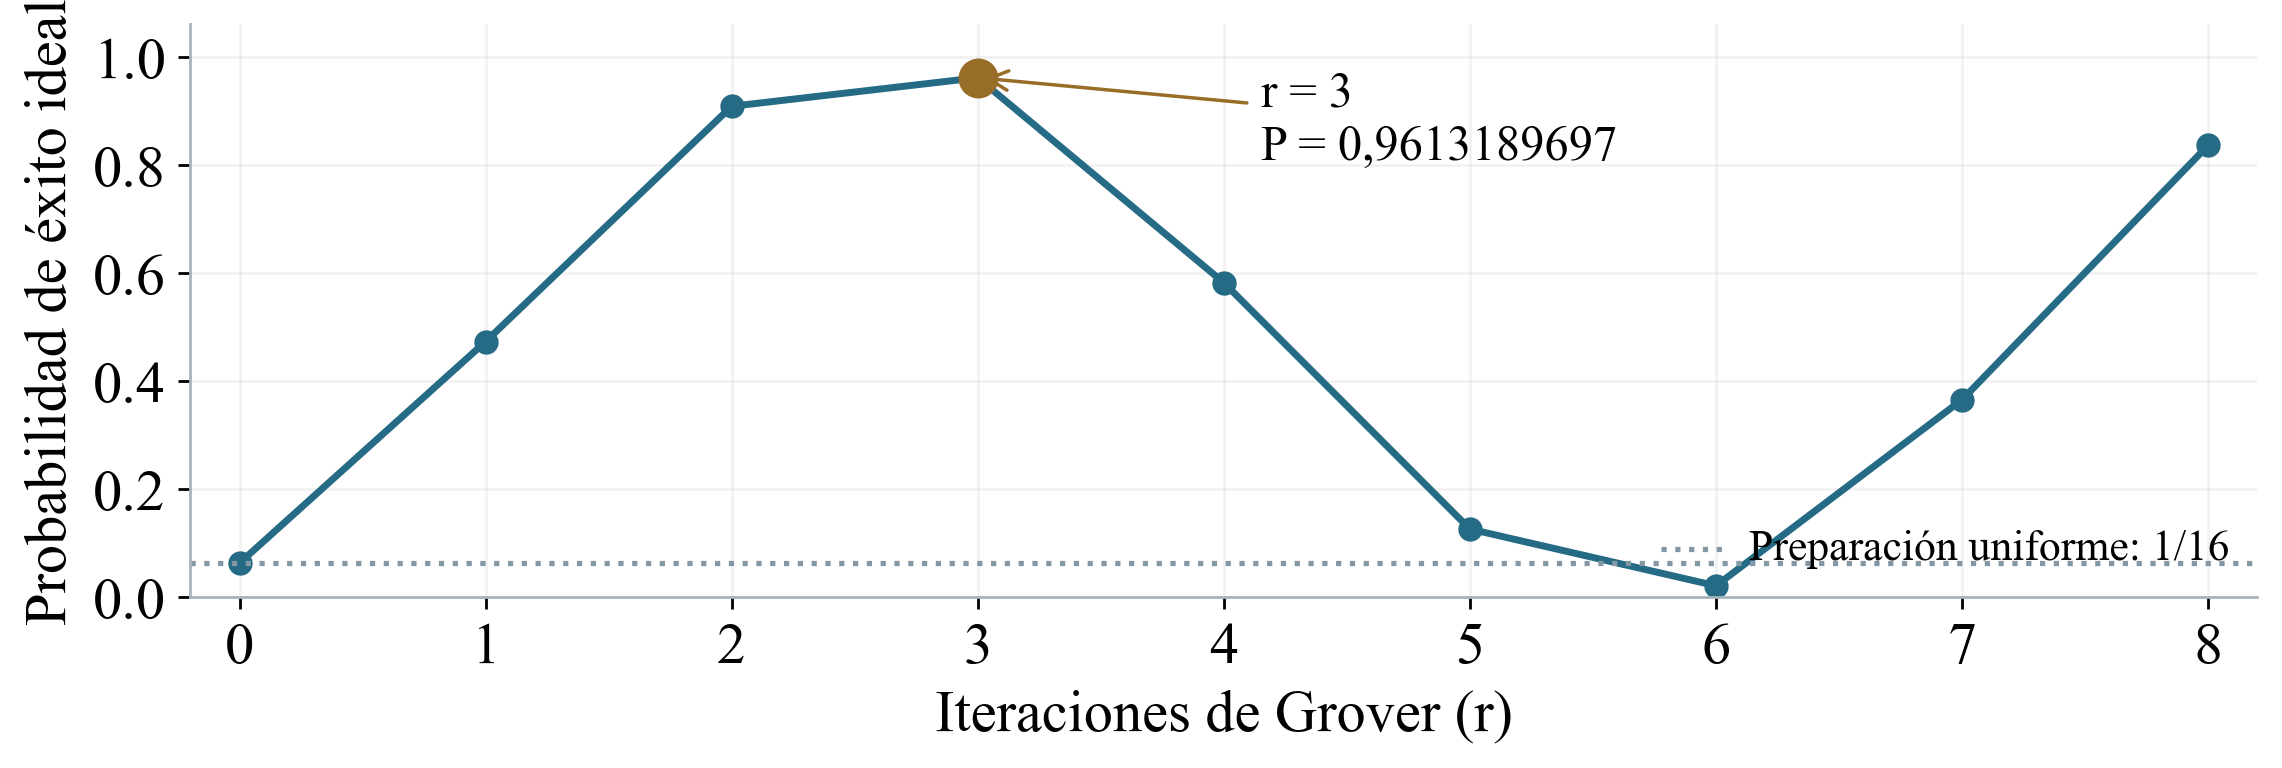 Probabilidad de éxito ideal
1.0
0.8
0.6
0.4
0.2
0.0
r = 3
P = 0,9613189697
Preparación uniforme: 1/16
0 1 2 3 4 5 6 7 8
Iteraciones de Grover (r)